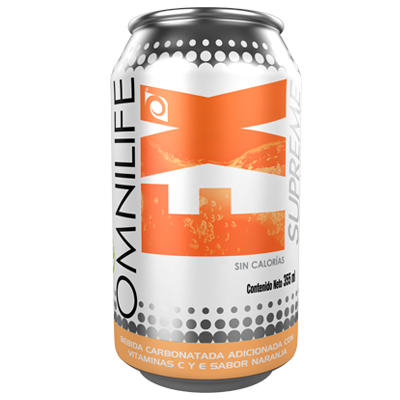 OMNILIFE
FX
SUPREME
SIN CALORÍAS
Contenido Neto 355 ml
BEBIDA CARBONATADA ADICIONADA CON
VITAMINAS C Y E SABOR NARANJA